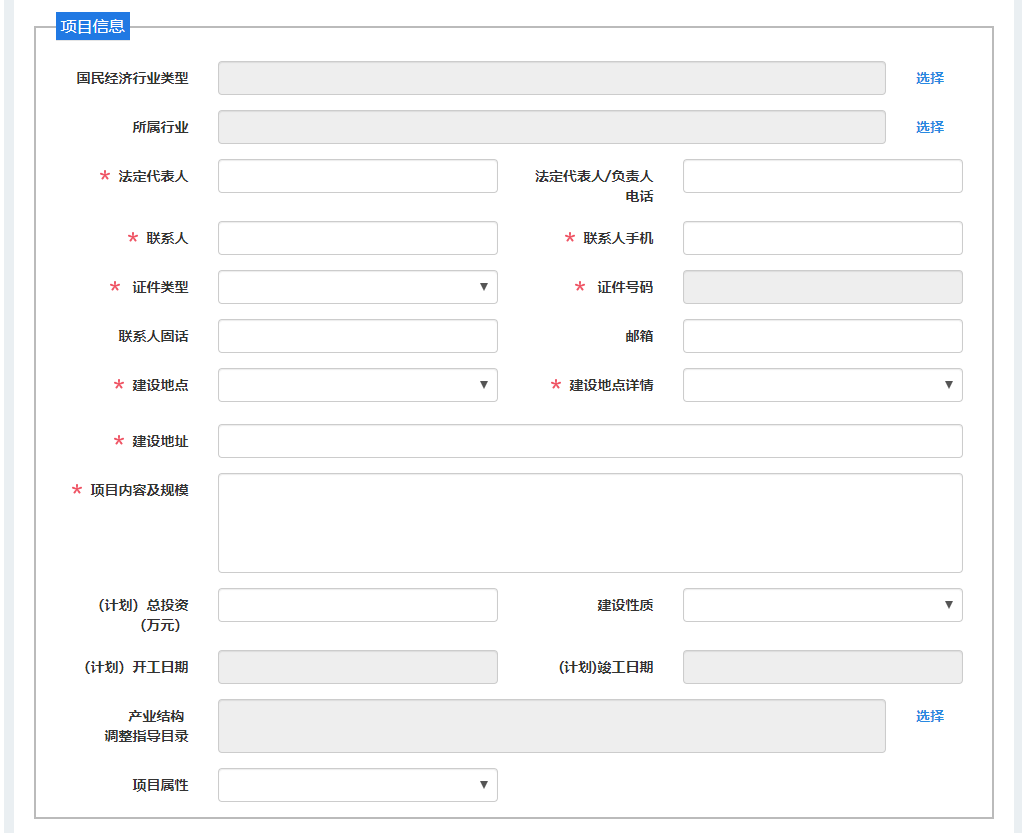 项目信息
国民经济行业类型 选择
所属行业 选择
* 法定代表人 法定代表人/负责人
电话
* 联系人 * 联系人手机
* 证件类型 * 证件号码
联系人固话 邮箱
* 建设地点 * 建设地点详情
* 建设地址
* 项目内容及规模
（计划）总投资 建设性质
(万元)
（计划）开工日期 (计划)竣工日期
产业结构 选择
调整指导目录
项目属性